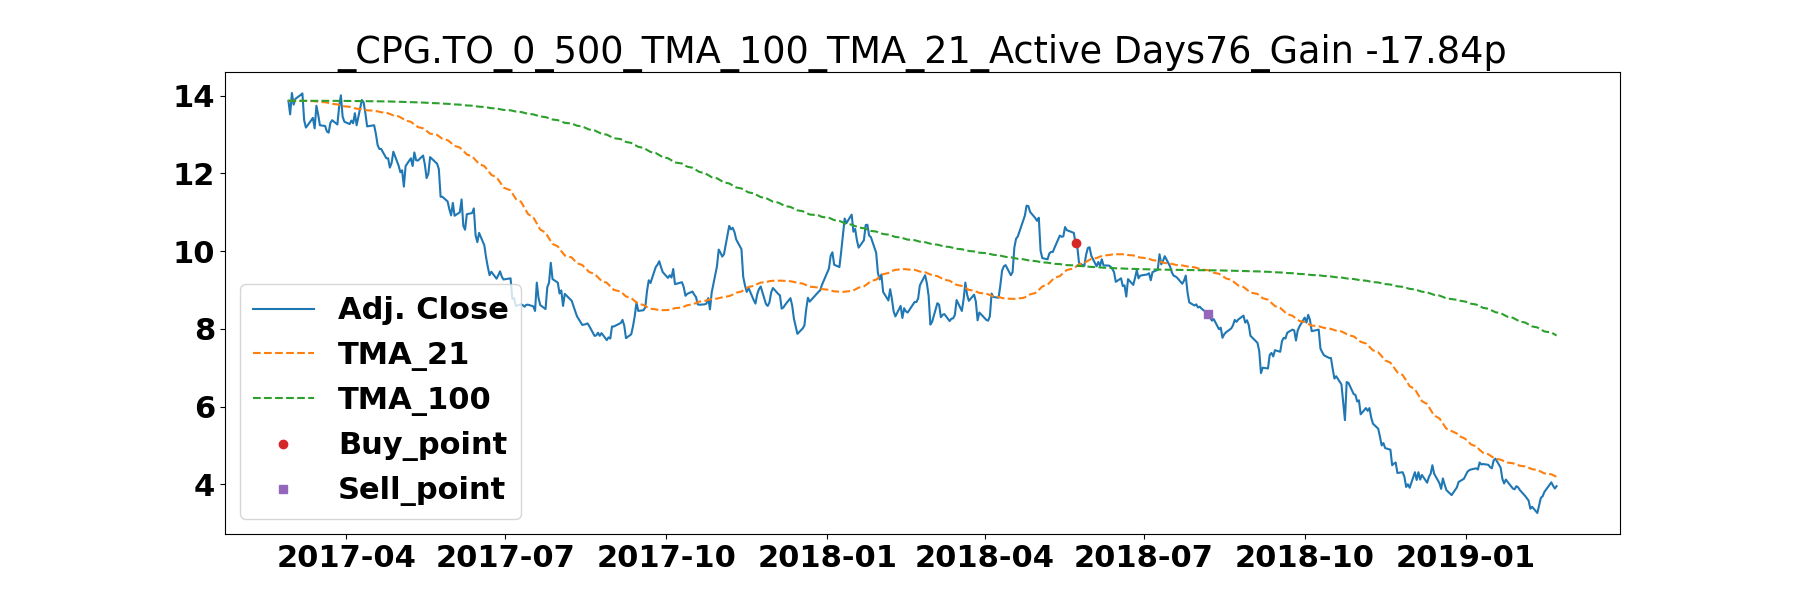 _CPG.TO_0_500_TMA_100_TMA_21_Active Days76_Gain -17.84p
14
12
10
8
6
4
Adj. Close
TMA_21
TMA_100
Buy_point
Sell_point
2017-04 2017-07 2017-10 2018-01 2018-04 2018-07 2018-10 2019-01